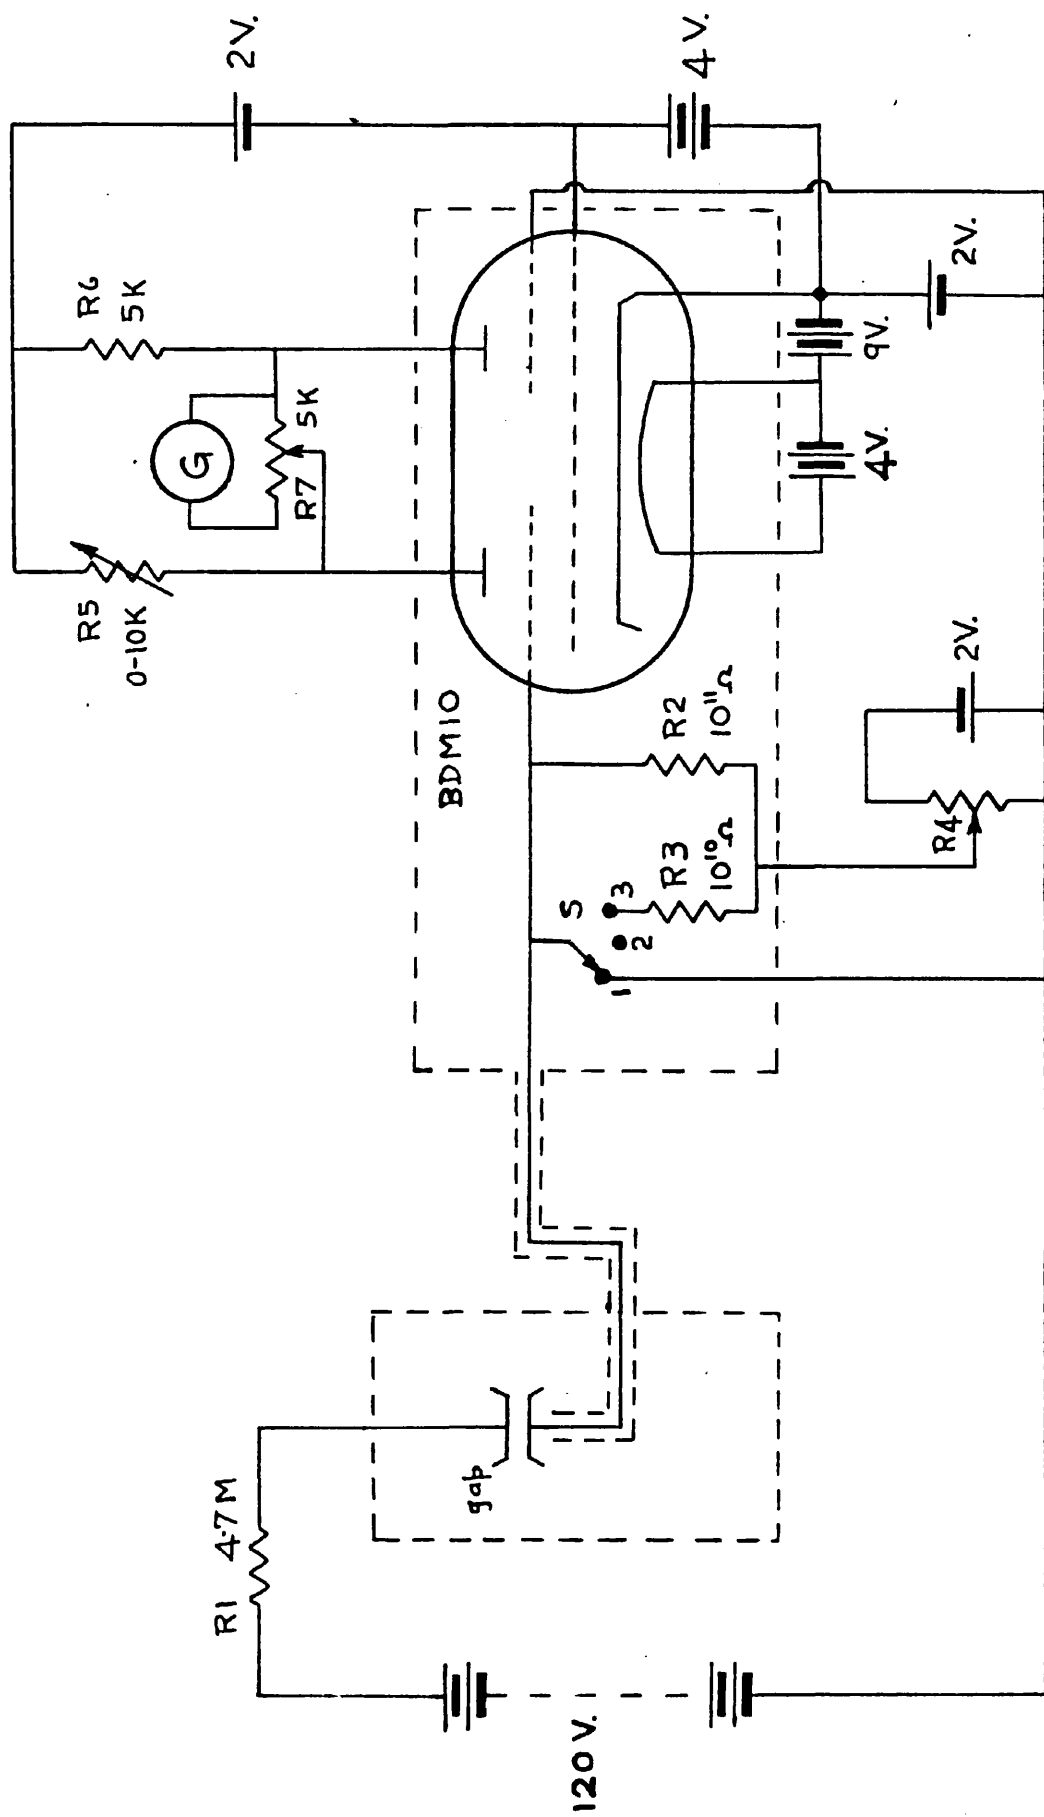 2V.
R6
5K
R5
0-10K
G
5K
R7
4V.
BDM10
2V.
9V.
4V.
R2
10¹¹Ω
R3
10¹⁰Ω
S
3
2
1
2V.
R4
gap
R1 4·7M
120V.